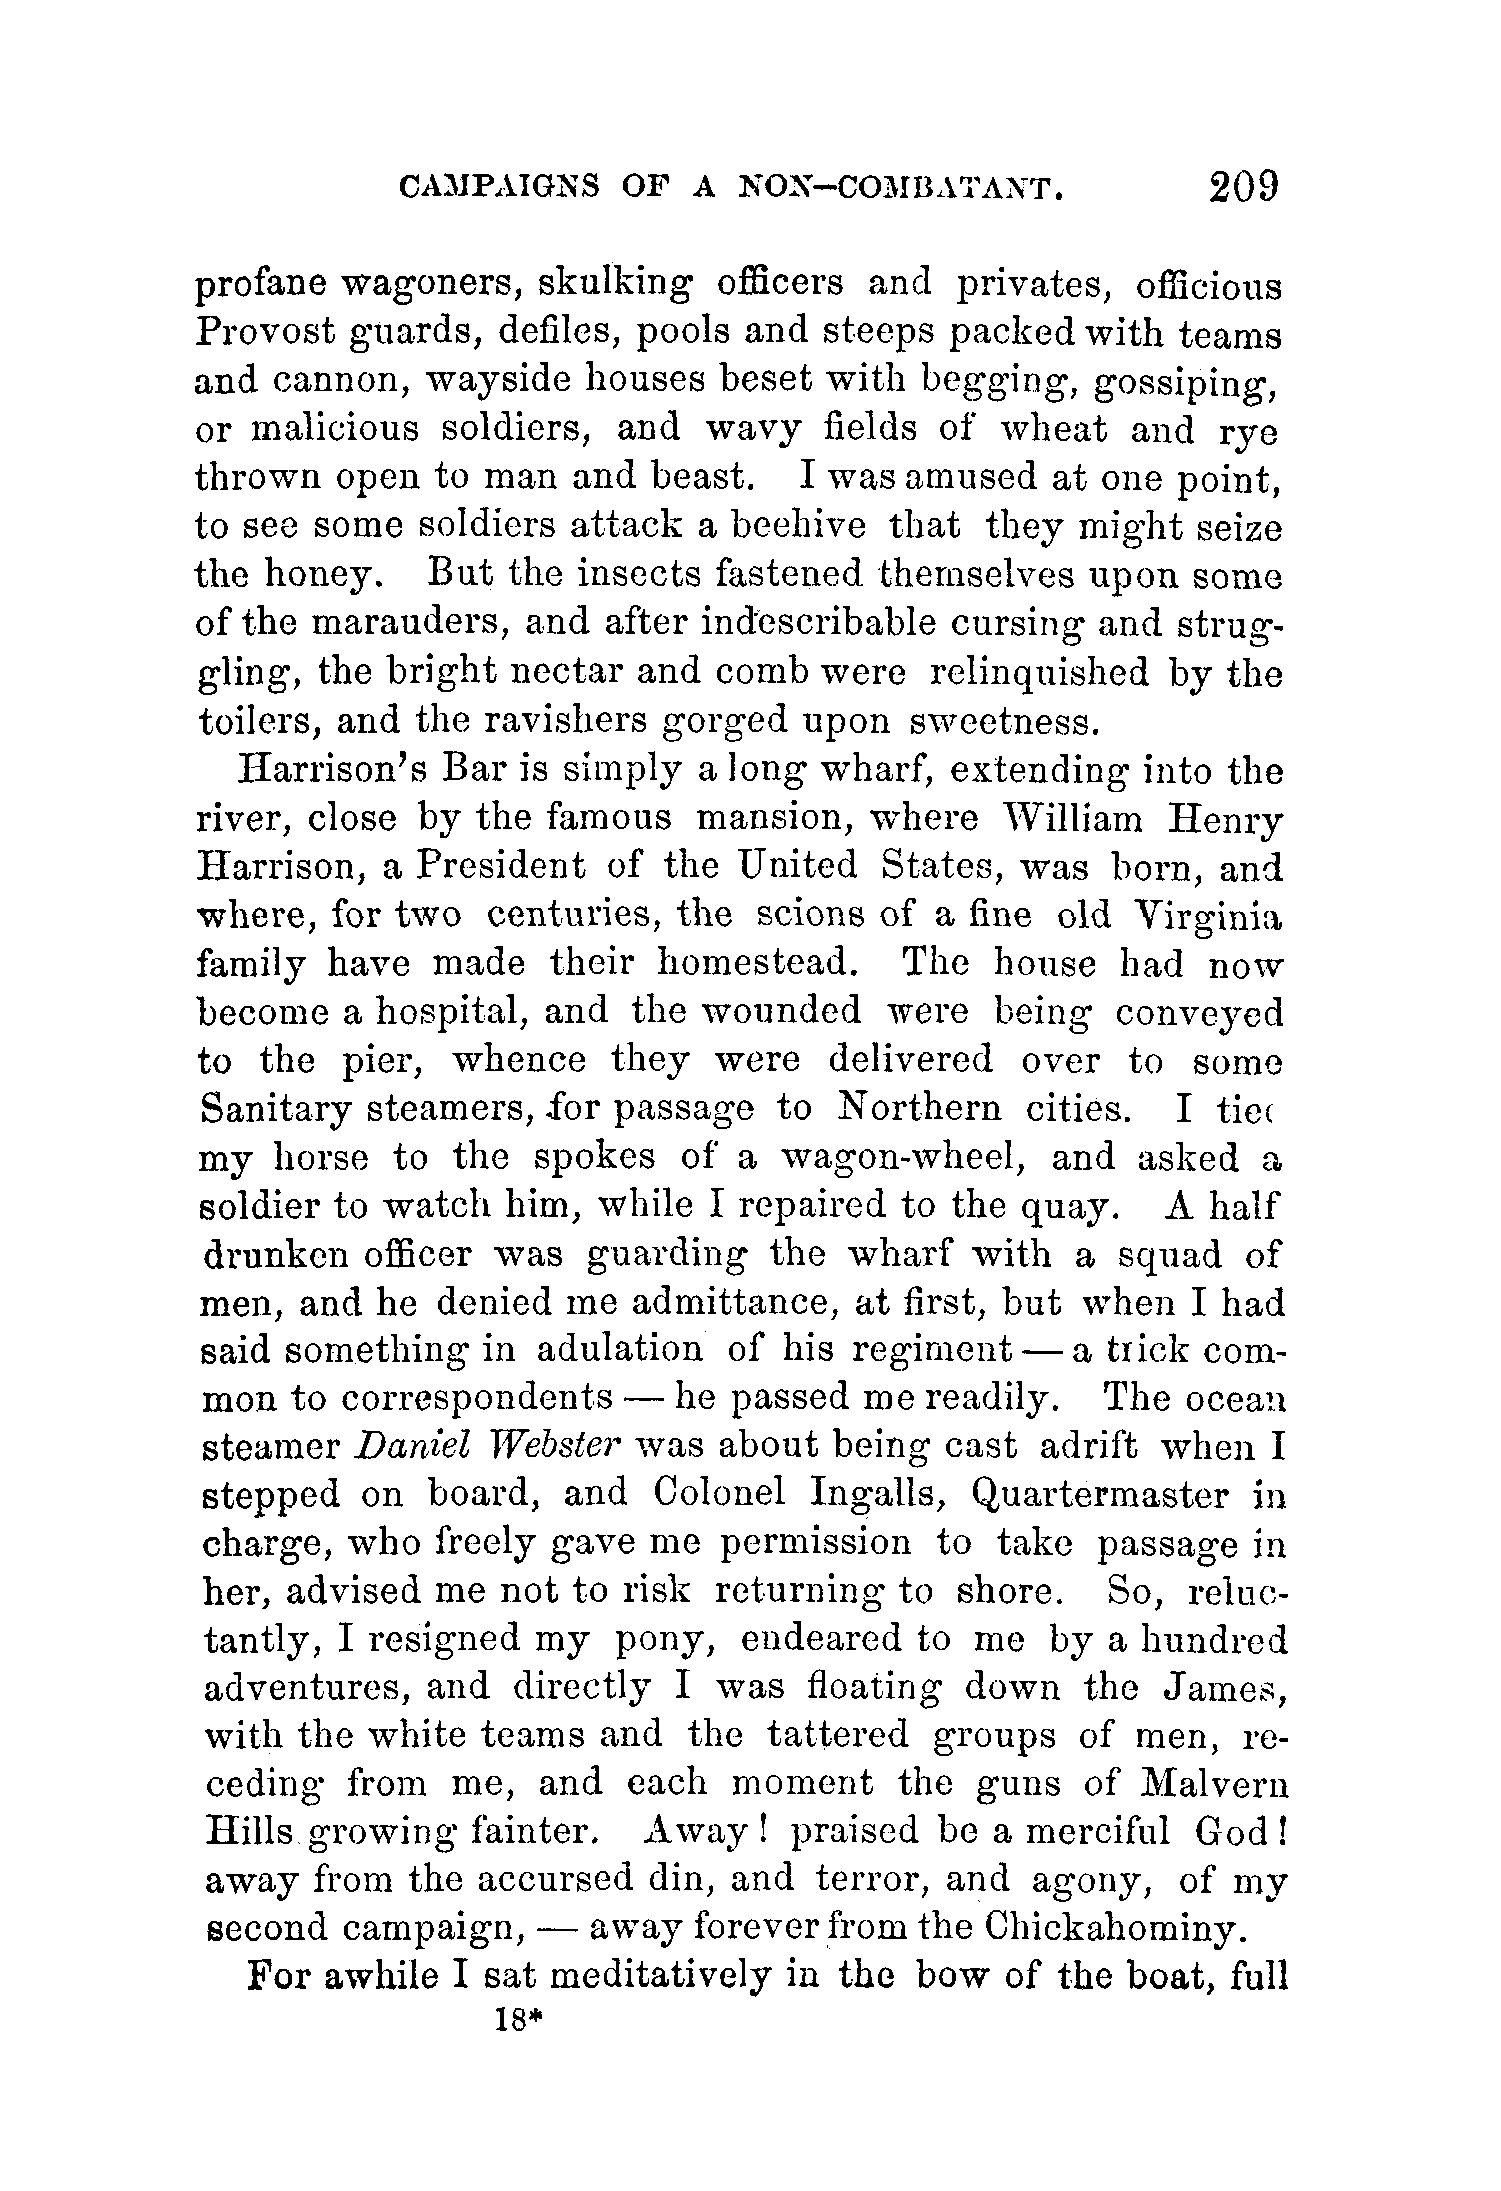 CAMPAIGNS OF A NON-COMBATANT. 209
profane wagoners, skulking officers and privates, officious
Provost guards, defiles, pools and steeps packed with teams
and cannon, wayside houses beset with begging, gossiping,
or malicious soldiers, and wavy fields of wheat and rye
thrown open to man and beast. I was amused at one point,
to see some soldiers attack a beehive that they might seize
the honey. But the insects fastened themselves upon some
of the marauders, and after indescribable cursing and strug-
gling, the bright nectar and comb were relinquished by the
toilers, and the ravishers gorged upon sweetness.
Harrison's Bar is simply a long wharf, extending into the
river, close by the famous mansion, where William Henry
Harrison, a President of the United States, was born, and
where, for two centuries, the scions of a fine old Virginia
family have made their homestead. The house had now
become a hospital, and the wounded were being conveyed
to the pier, whence they were delivered over to some
Sanitary steamers, for passage to Northern cities. I tied
my horse to the spokes of a wagon-wheel, and asked a
soldier to watch him, while I repaired to the quay. A half
drunken officer was guarding the wharf with a squad of
men, and he denied me admittance, at first, but when I had
said something in adulation of his regiment — a trick com-
mon to correspondents — he passed me readily. The ocean
steamer Daniel Webster was about being cast adrift when I
stepped on board, and Colonel Ingalls, Quartermaster in
charge, who freely gave me permission to take passage in
her, advised me not to risk returning to shore. So, reluc-
tantly, I resigned my pony, endeared to me by a hundred
adventures, and directly I was floating down the James,
with the white teams and the tattered groups of men, re-
ceding from me, and each moment the guns of Malvern
Hills growing fainter. Away! praised be a merciful God!
away from the accursed din, and terror, and agony, of my
second campaign, — away forever from the Chickahominy.
For awhile I sat meditatively in the bow of the boat, full
18*